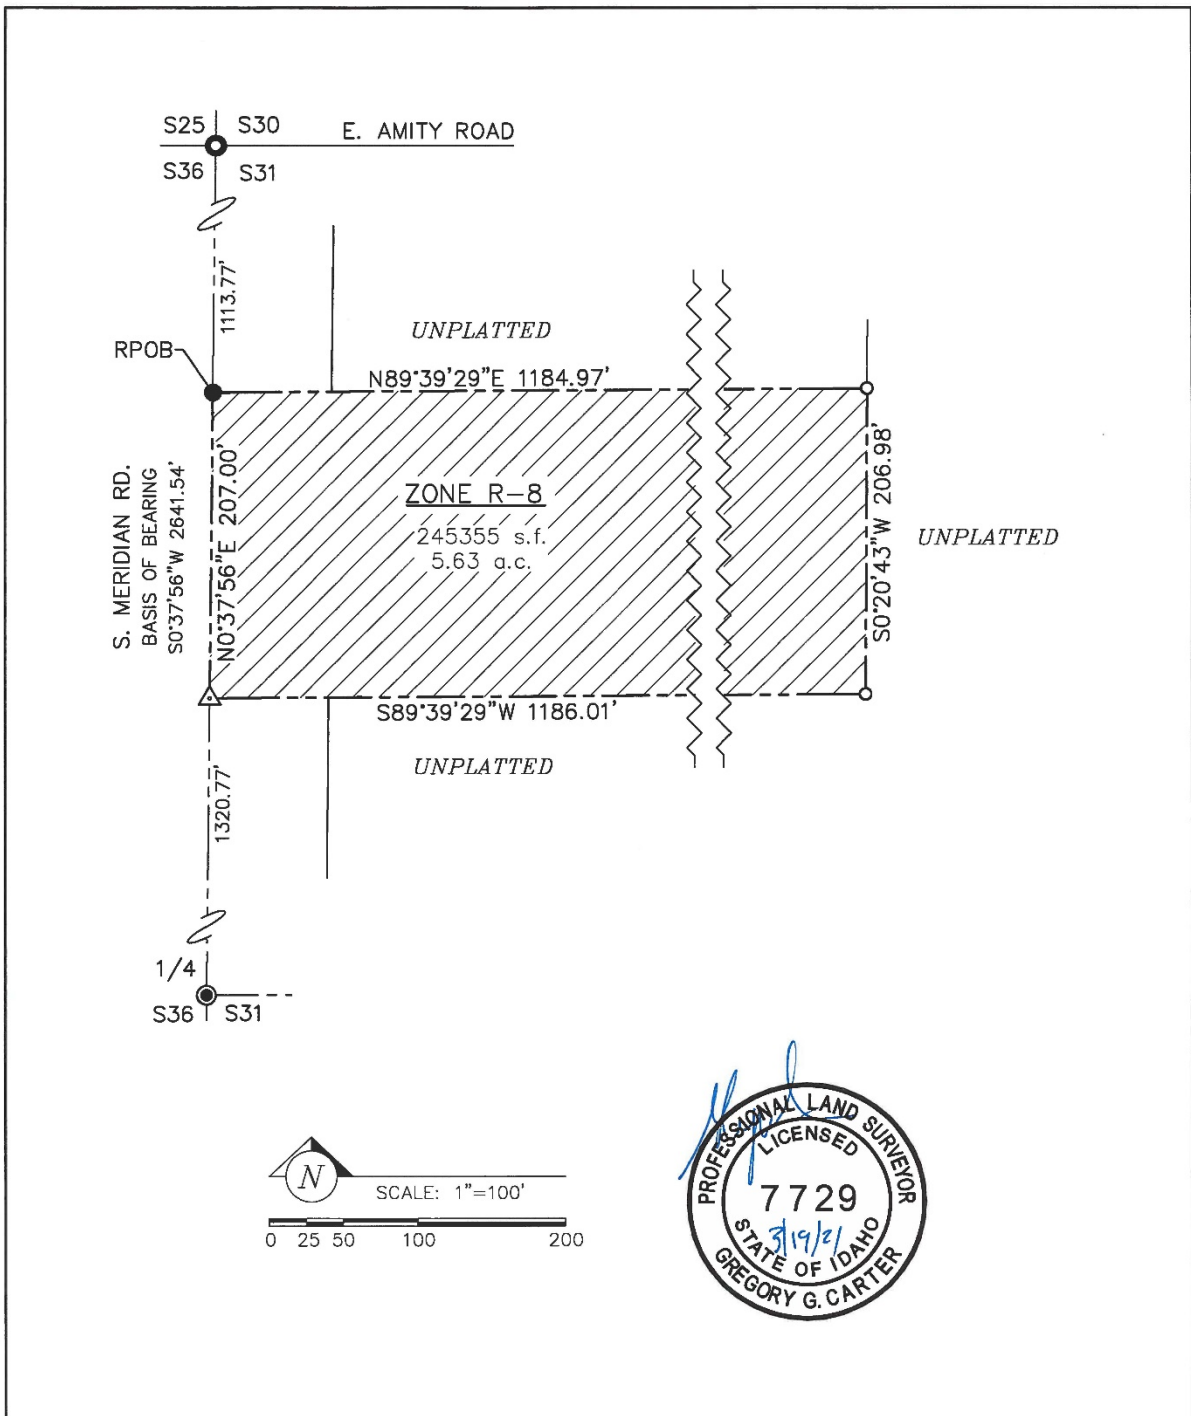 S25 S30
E. AMITY ROAD
S36 S31
1113.77'
UNPLATTED
RPOB
N89°39'29"E 1184.97'
S. MERIDIAN RD.
BASIS OF BEARING
S0°37'56"W 2641.54'
N0°37'56"E 207.00'
ZONE R-8
245355 s.f.
5.63 a.c.
S0°20'43"W 206.98'
UNPLATTED
S89°39'29"W 1186.01'
UNPLATTED
1320.77'
1/4
S36 S31
N
SCALE: 1"=100'
0 25 50 100 200
PROFESSIONAL LAND SURVEYOR
LICENSED
7729
3/19/21
STATE OF IDAHO
GREGORY G. CARTER